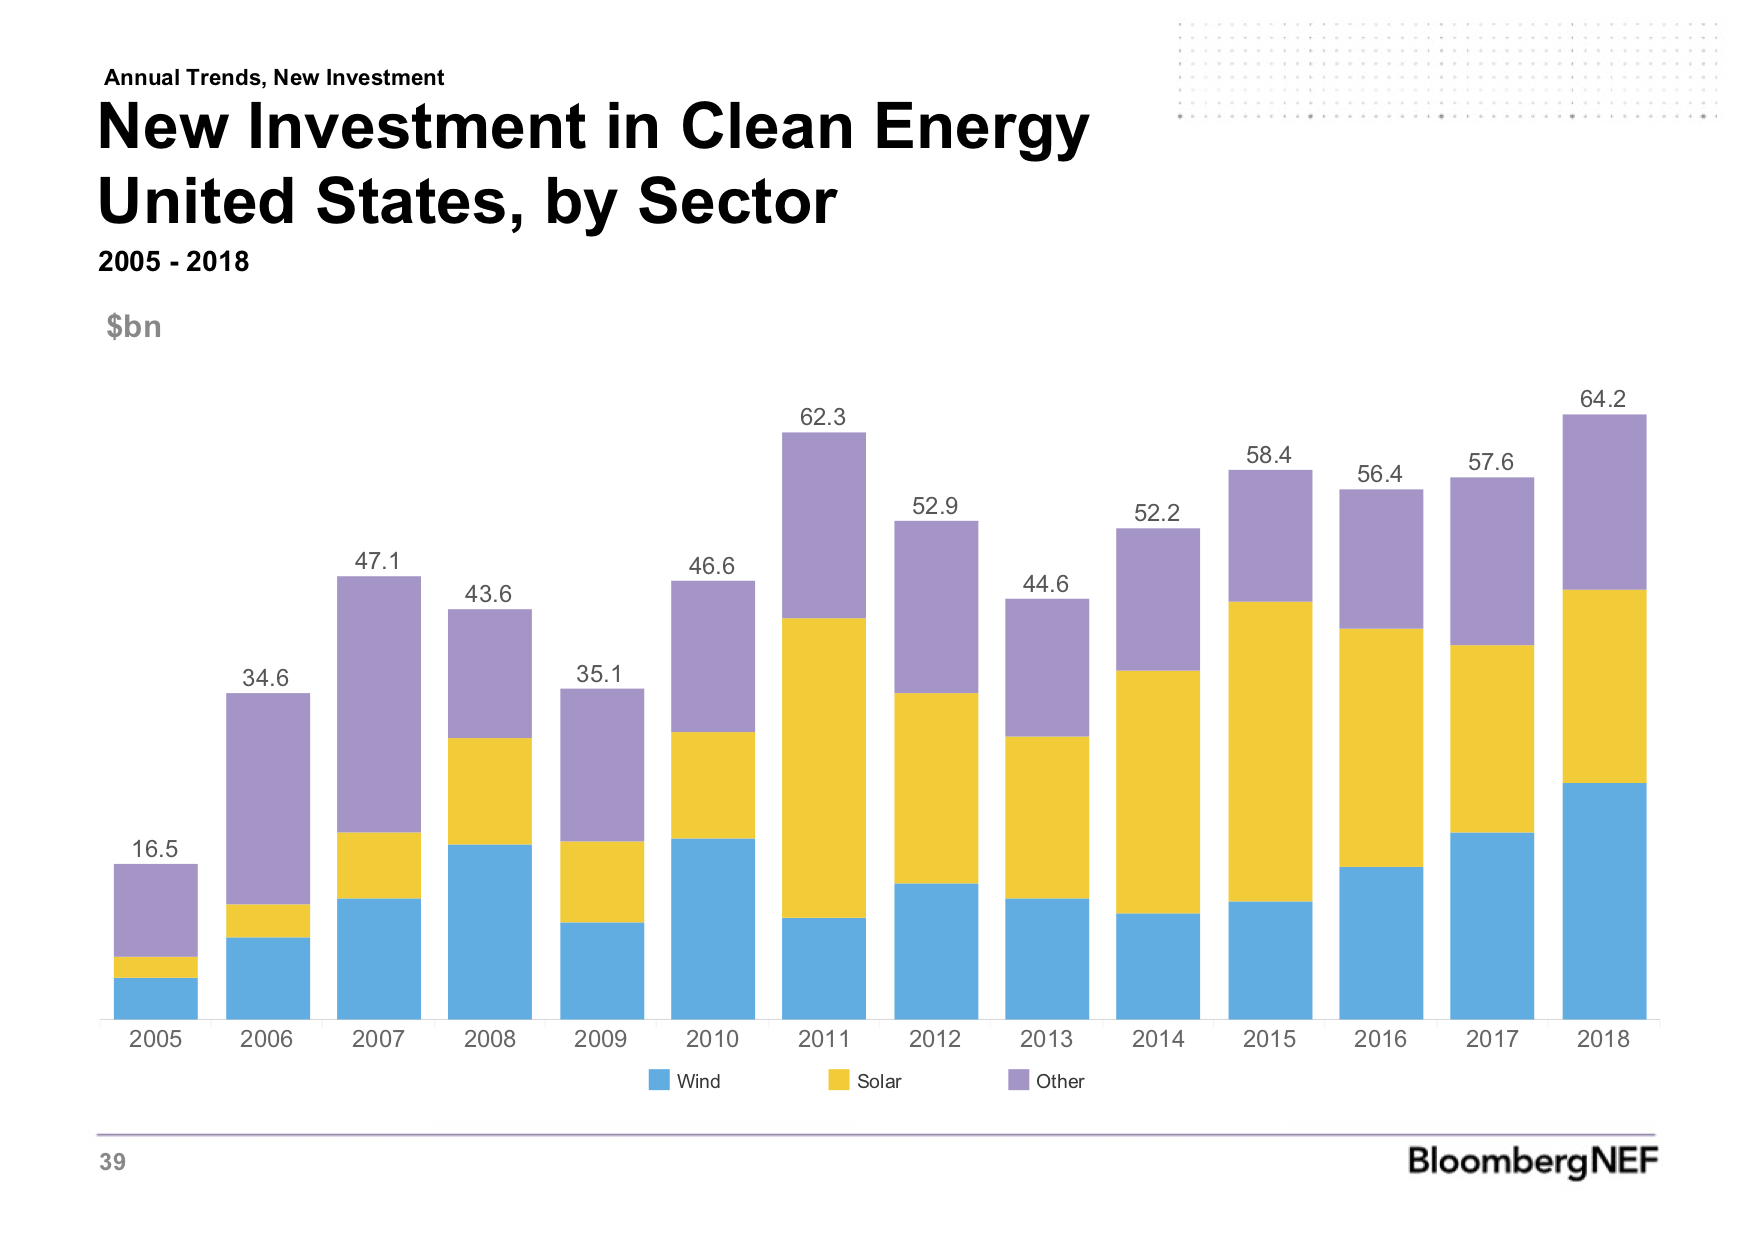 Annual Trends, New Investment
New Investment in Clean Energy
United States, by Sector
2005 - 2018
$bn
16.5
34.6
47.1
43.6
35.1
46.6
62.3
52.9
44.6
52.2
58.4
56.4
57.6
64.2
2005 2006 2007 2008 2009 2010 2011 2012 2013 2014 2015 2016 2017 2018
Wind Solar Other
39
BloombergNEF